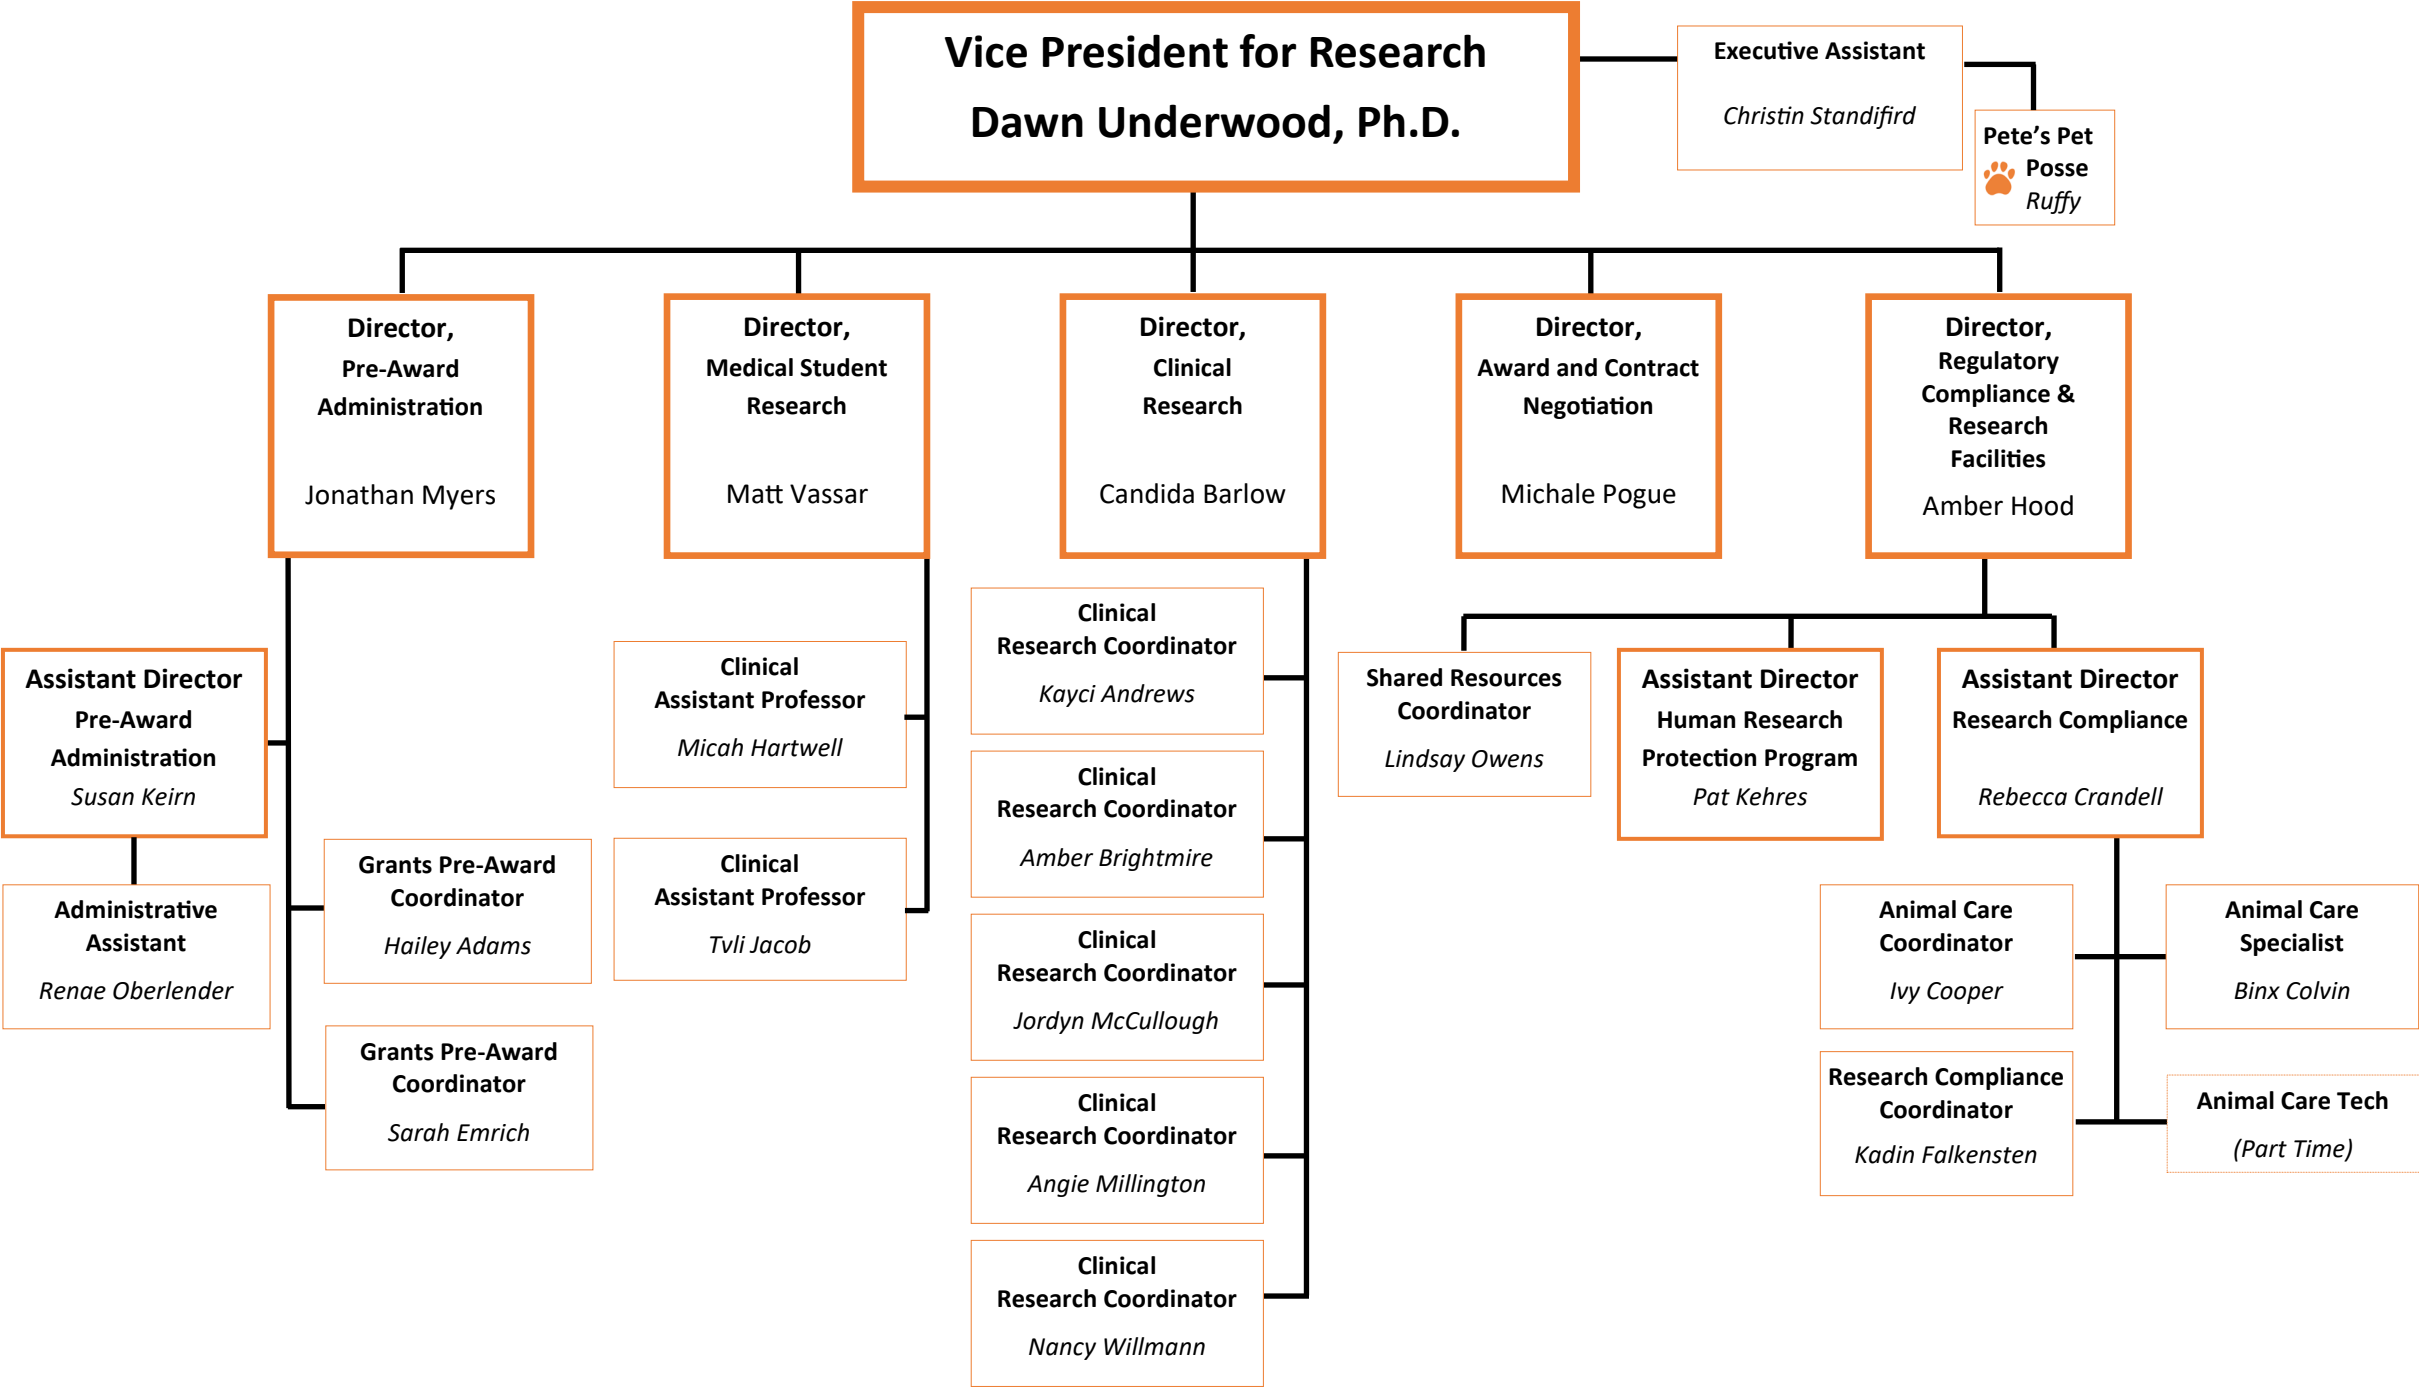 Vice President for Research
Dawn Underwood, Ph.D.
Executive Assistant
Christin Standifird
Pete's Pet
Posse
Ruffy
Director,
Pre-Award
Administration
Jonathan Myers
Director,
Medical Student
Research
Matt Vassar
Director,
Clinical
Research
Candida Barlow
Director,
Award and Contract
Negotiation
Michale Pogue
Director,
Regulatory
Compliance &
Research
Facilities
Amber Hood
Assistant Director
Pre-Award
Administration
Susan Keirn
Administrative
Assistant
Renae Oberlender
Grants Pre-Award
Coordinator
Hailey Adams
Grants Pre-Award
Coordinator
Sarah Emrich
Clinical
Assistant Professor
Micah Hartwell
Clinical
Assistant Professor
Tvli Jacob
Clinical
Research Coordinator
Kayci Andrews
Clinical
Research Coordinator
Amber Brightmire
Clinical
Research Coordinator
Jordyn McCullough
Clinical
Research Coordinator
Angie Millington
Clinical
Research Coordinator
Nancy Willmann
Shared Resources
Coordinator
Lindsay Owens
Assistant Director
Human Research
Protection Program
Pat Kehres
Assistant Director
Research Compliance
Rebecca Crandell
Animal Care
Coordinator
Ivy Cooper
Animal Care
Specialist
Binx Colvin
Research Compliance
Coordinator
Kadin Falkensten
Animal Care Tech
(Part Time)